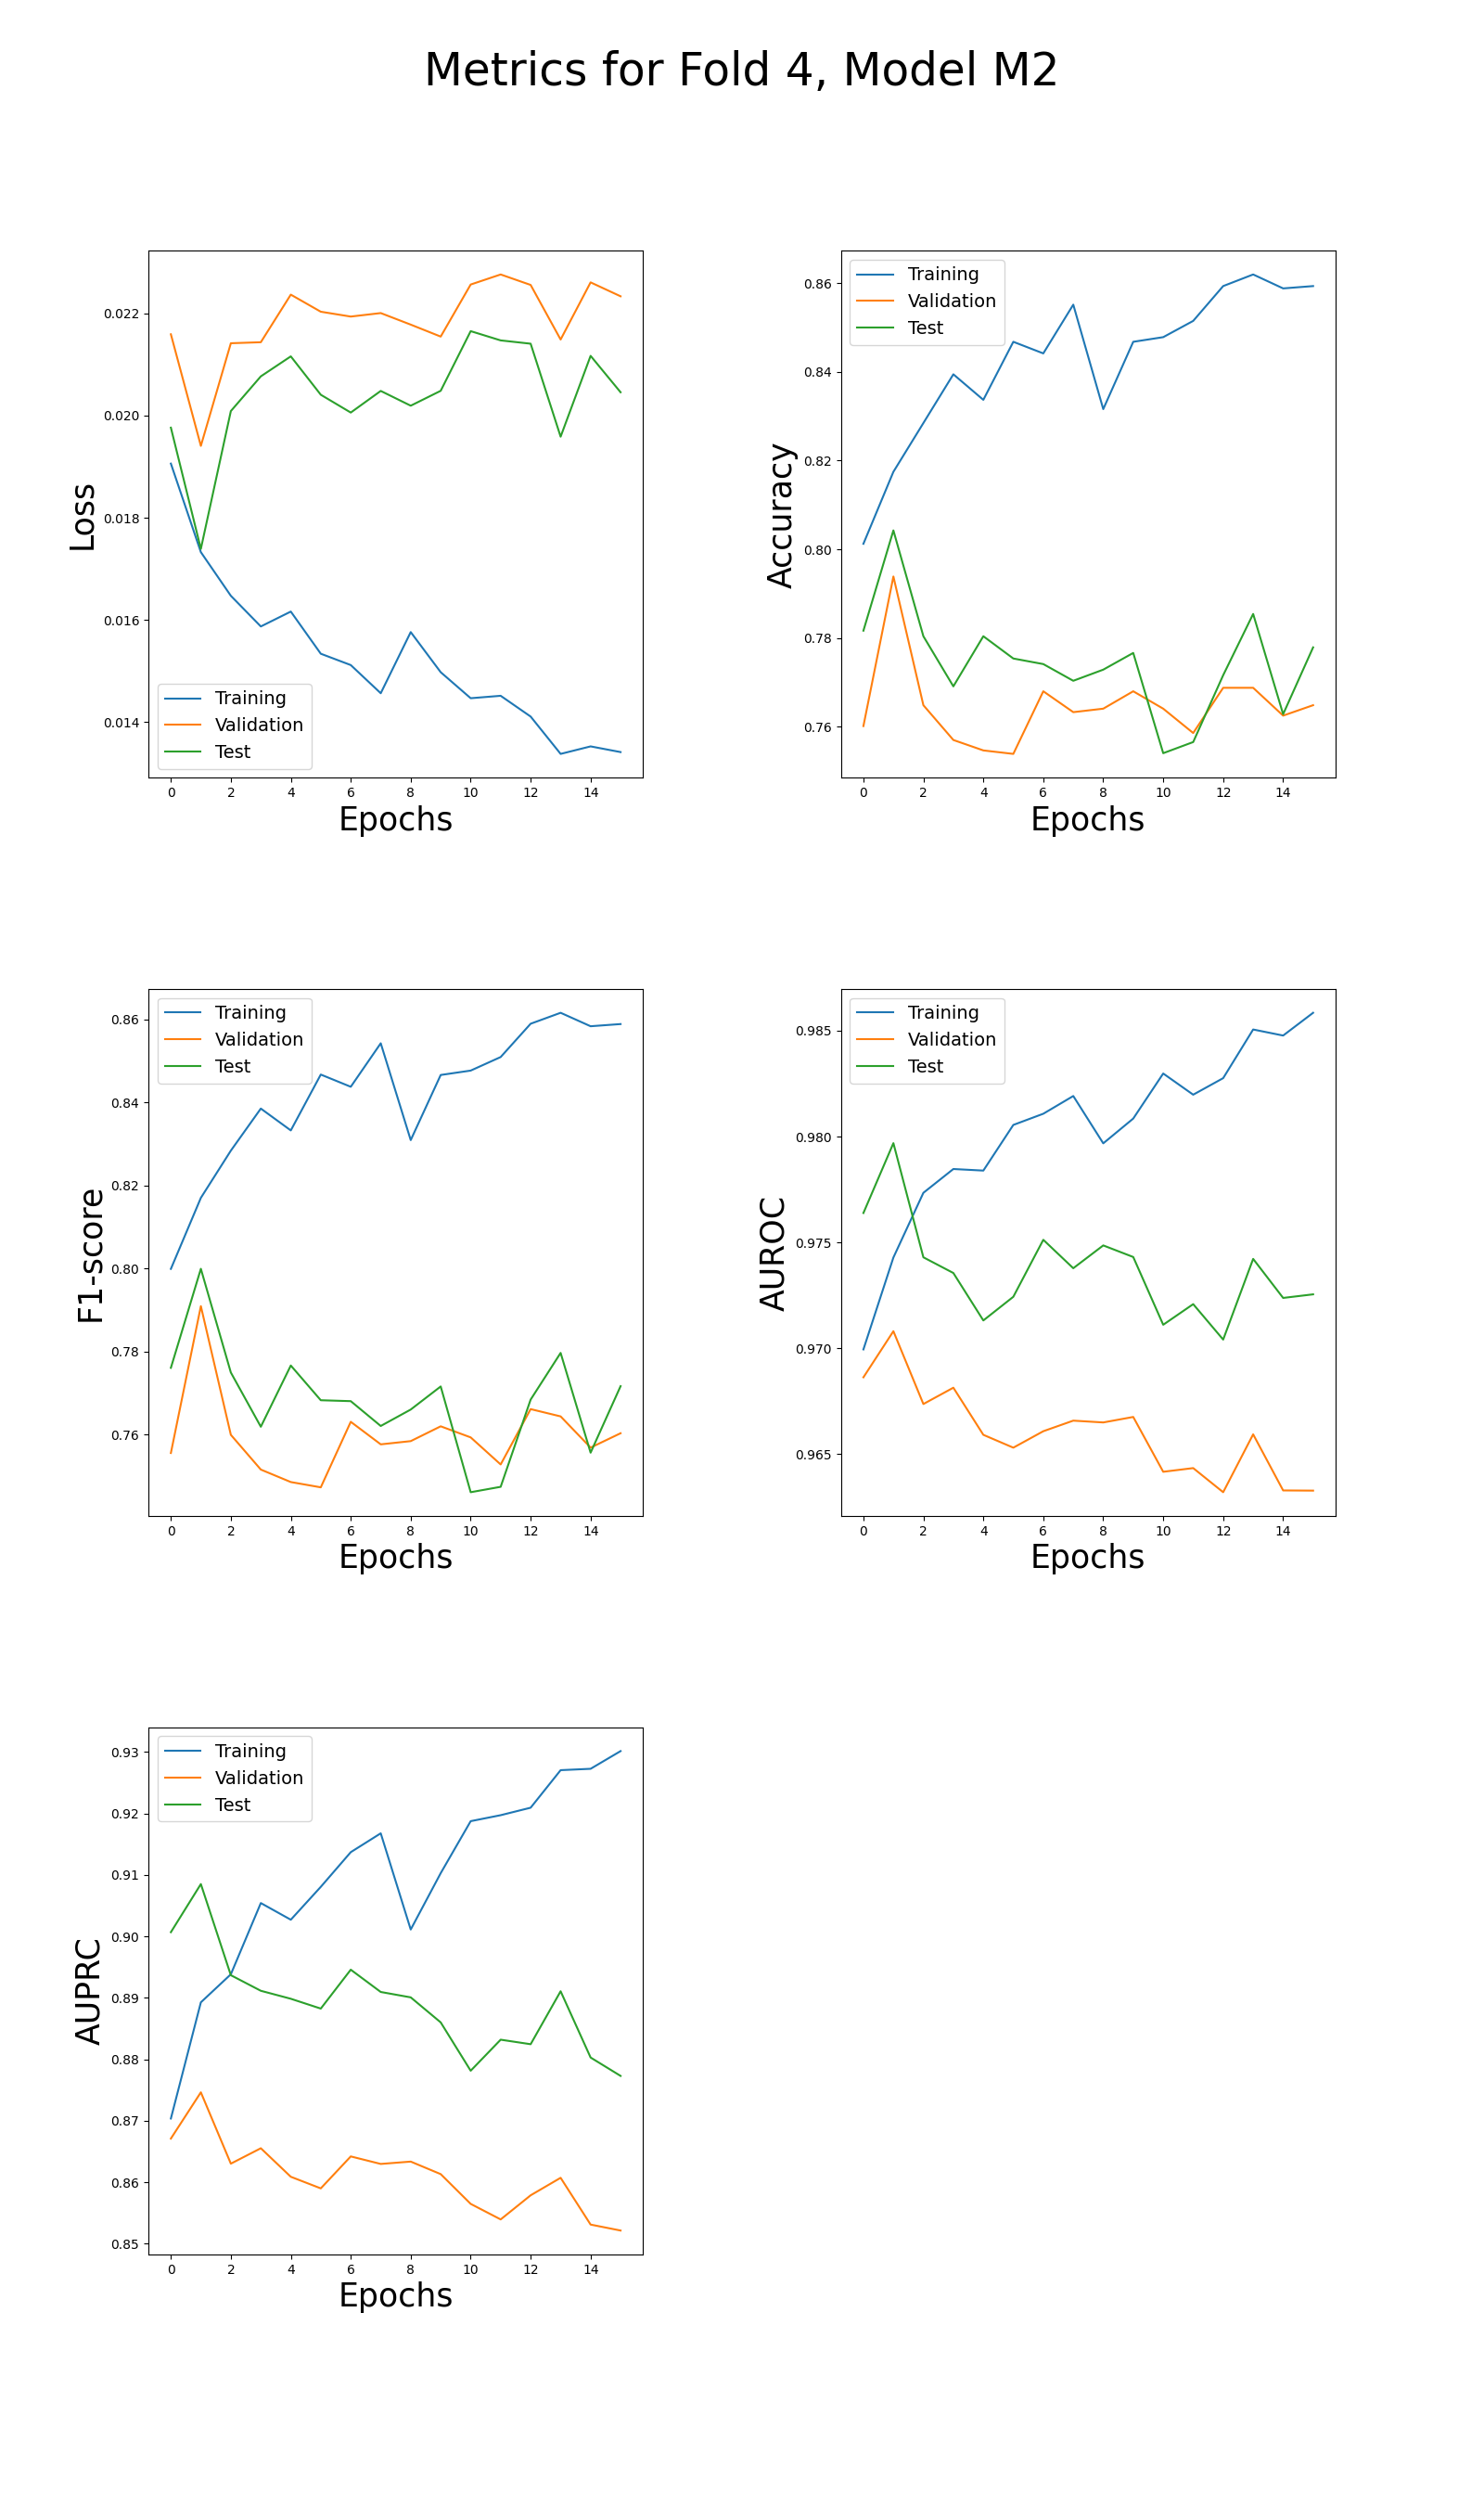 Metrics for Fold 4, Model M2
Loss
0.022
0.020
0.018
0.016
0.014
Training
Validation
Test
0 2 4 6 8 10 12 14
Epochs
Accuracy
0.86
0.84
0.82
0.80
0.78
0.76
Training
Validation
Test
0 2 4 6 8 10 12 14
Epochs
F1-score
0.86
0.84
0.82
0.80
0.78
0.76
Training
Validation
Test
0 2 4 6 8 10 12 14
Epochs
AUROC
0.985
0.980
0.975
0.970
0.965
Training
Validation
Test
0 2 4 6 8 10 12 14
Epochs
AUPRC
0.93
0.92
0.91
0.90
0.89
0.88
0.87
0.86
0.85
Training
Validation
Test
0 2 4 6 8 10 12 14
Epochs